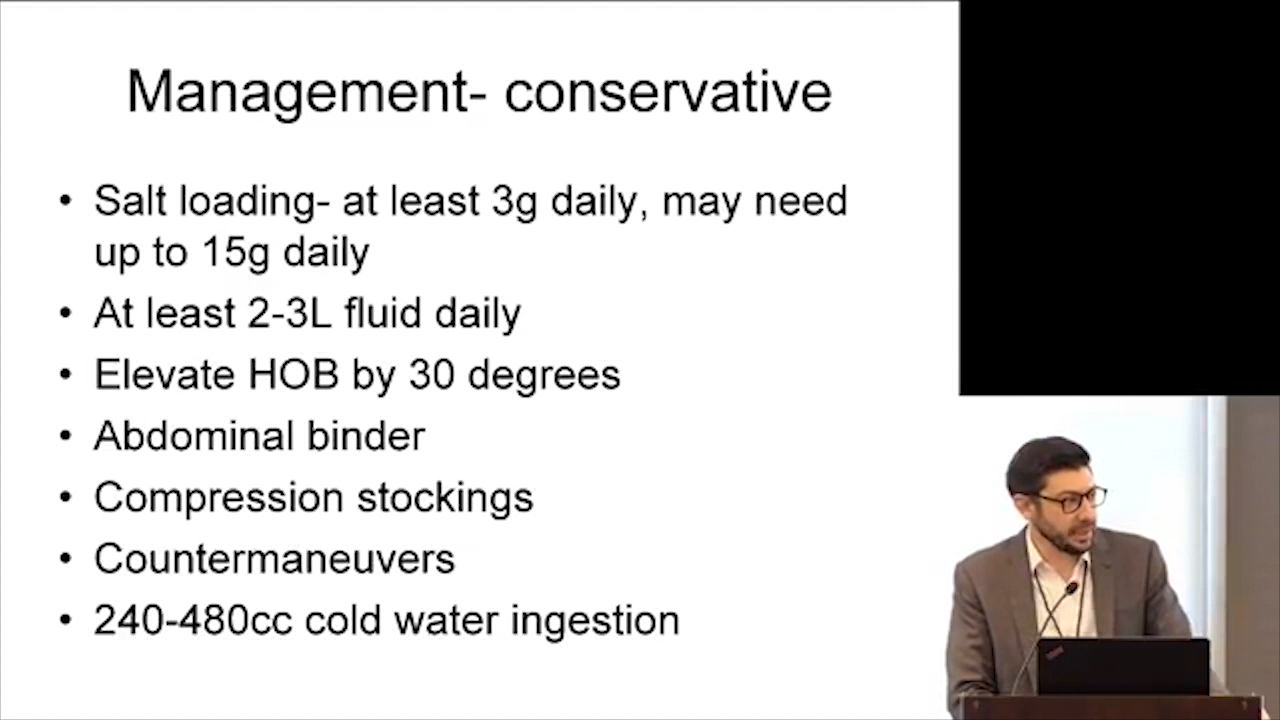 Management- conservative
• Salt loading- at least 3g daily, may need
up to 15g daily
• At least 2-3L fluid daily
• Elevate HOB by 30 degrees
• Abdominal binder
• Compression stockings
• Countermaneuvers
• 240-480cc cold water ingestion